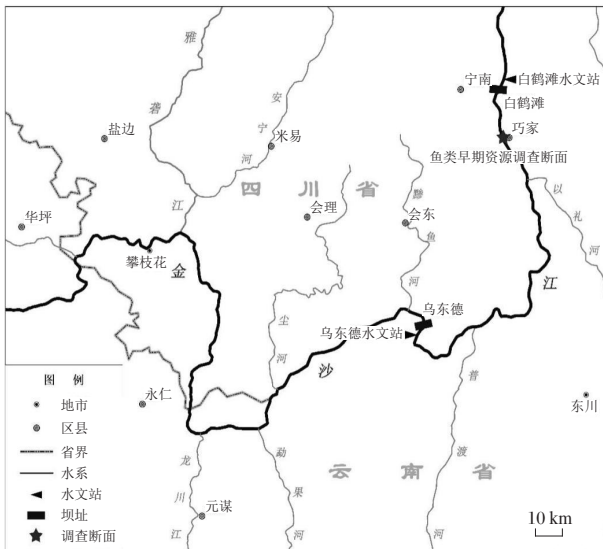 雅
砻
江
安
宁
河
宁南
白鹤滩水文站
白鹤滩
巧家
鱼类早期资源调查断面
盐边
米易
四川省
黝
鱼
河
以
礼
河
华坪
会理
会东
攀枝花
金
沙
江
乌东德
乌东德水文站
尘
河
普
渡
河
东川
永仁
龙
川
江
勐
果
河
元谋
云南省
图 例
地市
区县
省界
水系
水文站
坝址
调查断面
10 km